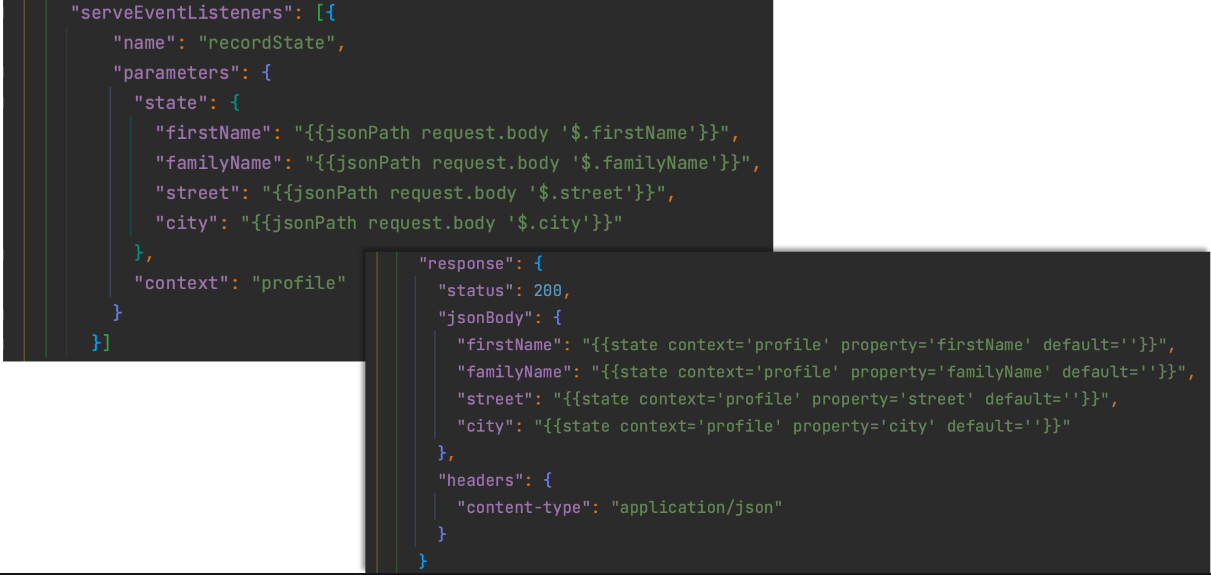 "serveEventListeners": [{
"name": "recordState",
"parameters": {
"state": {
"firstName": "{{jsonPath request.body '$.firstName'}}",
"familyName": "{{jsonPath request.body '$.familyName'}}",
"street": "{{jsonPath request.body '$.street'}}",
"city": "{{jsonPath request.body '$.city'}}"
},
"context": "profile"
}
}]
"response": {
"status": 200,
"jsonBody": {
"firstName": "{{state context='profile' property='firstName' default=''}}",
"familyName": "{{state context='profile' property='familyName' default=''}}",
"street": "{{state context='profile' property='street' default=''}}",
"city": "{{state context='profile' property='city' default=''}}"
},
"headers": {
"content-type": "application/json"
}
}